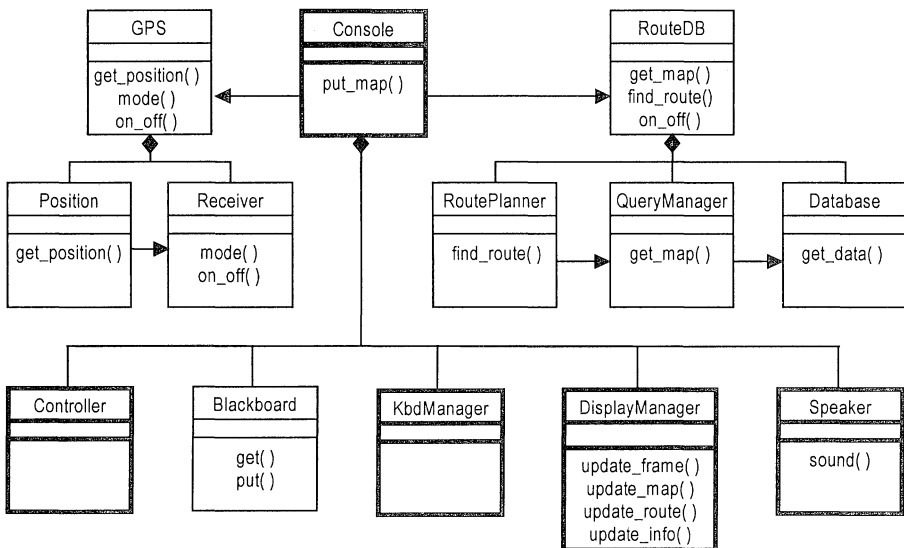 GPS
get_position( )
mode( )
on_off( )
Console
put_map( )
RouteDB
get_map( )
find_route()
on_off( )
Position
get_position( )
Receiver
mode( )
on_off( )
RoutePlanner
find_route( )
QueryManager
get_map( )
Database
get_data( )
Controller
Blackboard
get( )
put( )
KbdManager
DisplayManager
update_frame( )
update_map( )
update_route( )
update_info( )
Speaker
sound( )